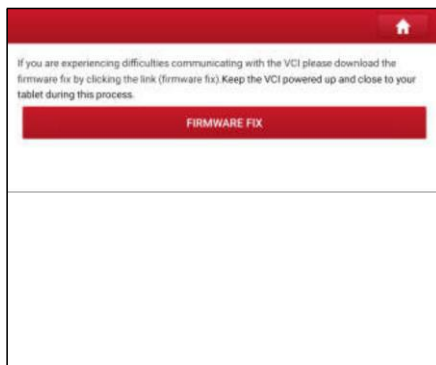 If you are experiencing difficulties communicating with the VCI please download the
firmware fix by clicking the link (firmware fix).Keep the VCI powered up and close to your
tablet during this process.
FIRMWARE FIX